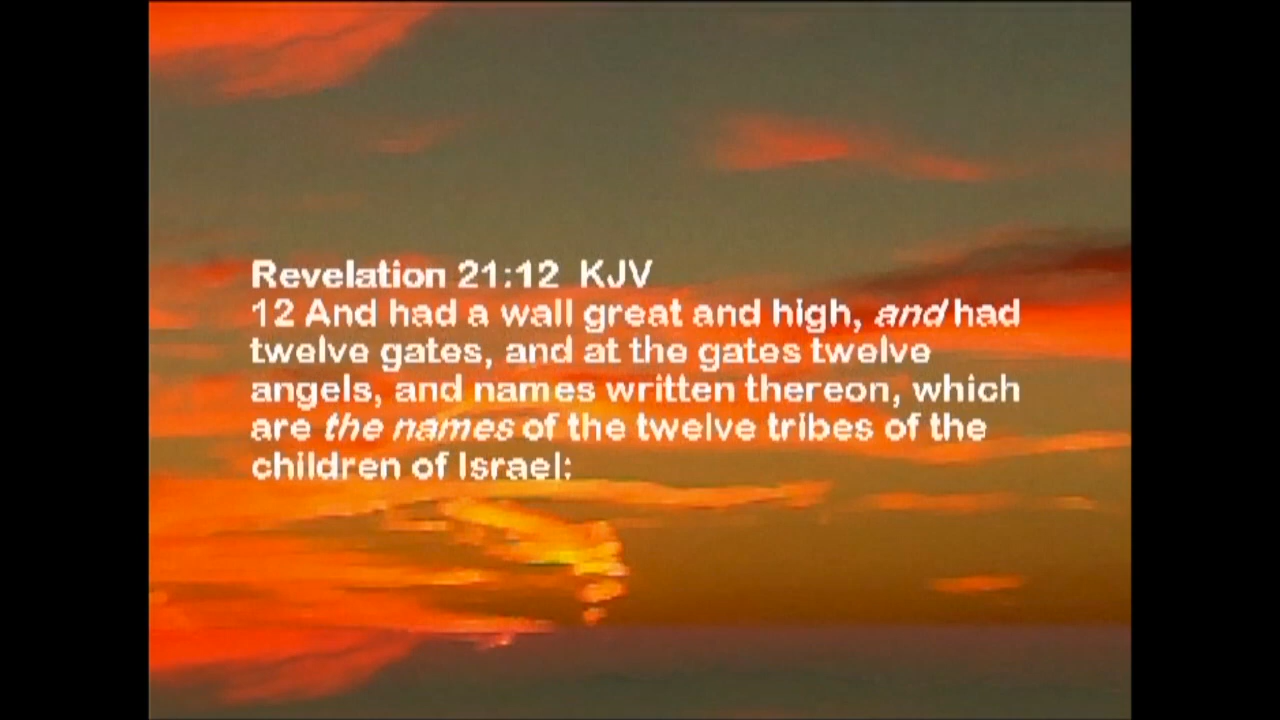 Revelation 21:12 KJV
12 And had a wall great and high, and had
twelve gates, and at the gates twelve
angels, and names written thereon, which
are the names of the twelve tribes of the
children of Israel: